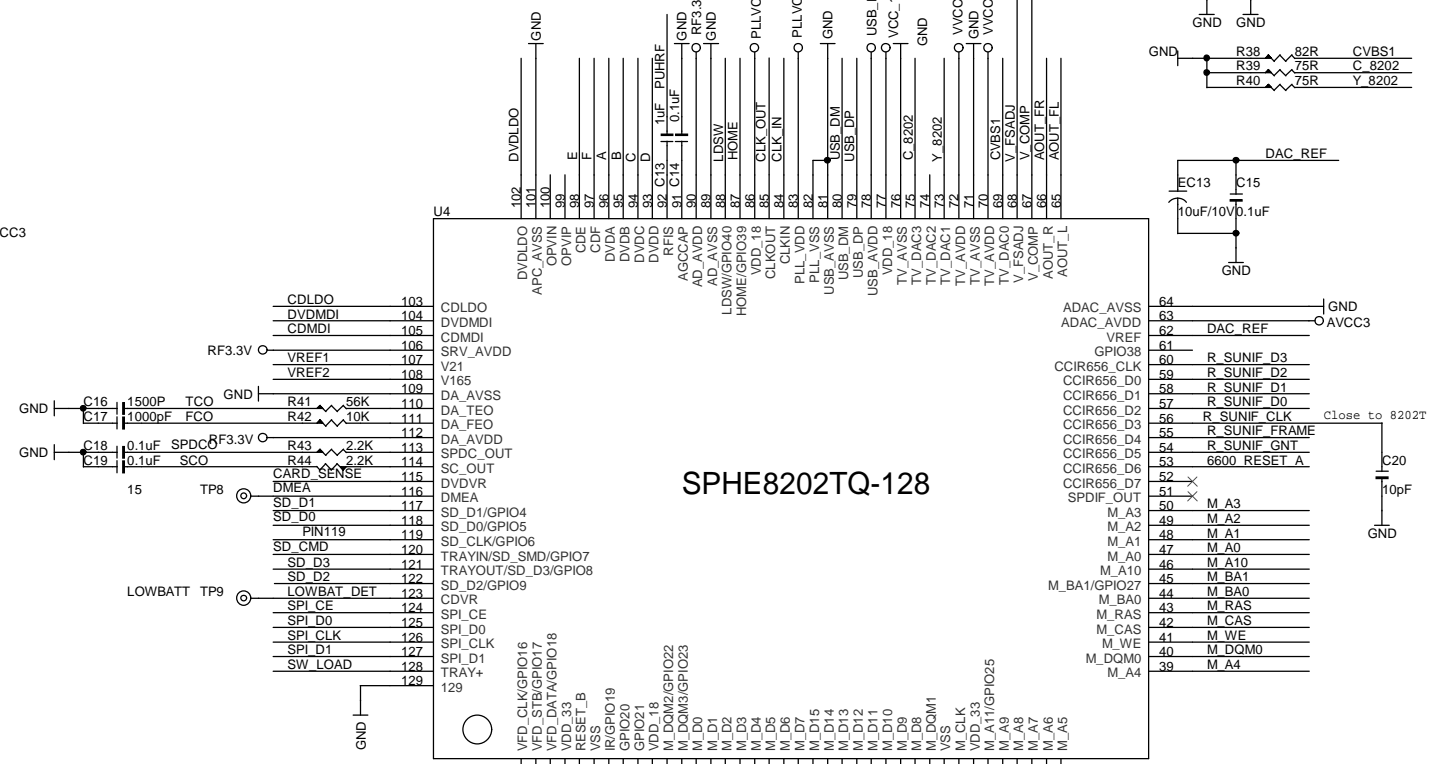 GND GND
GND R38 82R CVBS1
R39 75R C_8202
R40 75R Y_8202
DAC_REF
EC13 C15
10uF/10V 0.1uF
GND
DVDLDO
GND
E
F
A
B
C
D
C13 1uF PUHRF
C14 0.1uF GND
GND
LDSW
HOME
CLK_OUT
CLK_IN
GND
USB_DM
USB_DP
GND
C_8202
Y_8202
GND
CVBS1
V_FSADJ
V_COMP
AOUT_FR
AOUT_FL
U4
102 101 100 99 98 97 96 95 94 93 92 91 90 89 88 87 86 85 84 83 82 81 80 79 78 77 76 75 74 73 72 71 70 69 68 67 66 65
DVDLDO
APC_AVSS
OPVIN
OPVIP
CDE
CDF
DVDA
DVDB
DVDC
DVDD
RFIS
AGCCAP
AD_AVDD
AD_AVSS
LDSW/GPIO40
HOME/GPIO39
VDD_18
CLKOUT
CLKIN
PLL_VDD
PLL_VSS
USB_AVSS
USB_DM
USB_DP
USB_AVDD
VDD_18
TV_AVSS
TV_DAC3
TV_DAC2
TV_DAC1
TV_AVDD
TV_AVSS
TV_AVDD
TV_DAC0
V_FSADJ
V_COMP
AOUT_R
AOUT_L
CC3
CDLDO 103 CDLDO
DVDMDI 104 DVDMDI
CDMDI 105 CDMDI
RF3.3V 106 SRV_AVDD
VREF1 107 V21
VREF2 108 V165
GND 109 DA_AVSS
GND C16 1500P TCO R41 56K 110 DA_TEO
C17 1000pF FCO R42 10K 111 DA_FEO
RF3.3V 112 DA_AVDD
GND C18 0.1uF SPDCO R43 2.2K 113 SPDC_OUT
C19 0.1uF SCO R44 2.2K 114 SC_OUT
CARD_SENSE 115 DVDVR
15 TP8 DMEA 116 DMEA
SD_D1 117 SD_D1/GPIO4
SD_D0 118 SD_D0/GPIO5
PIN119 119 SD_CLK/GPIO6
SD_CMD 120 TRAYIN/SD_SMD/GPIO7
SD_D3 121 TRAYOUT/SD_D3/GPIO8
SD_D2 122 SD_D2/GPIO9
LOWBATT TP9 LOWBAT_DET 123 CDVR
SPI_CE 124 SPI_CE
SPI_D0 125 SPI_D0
SPI_CLK 126 SPI_CLK
SPI_D1 127 SPI_D1
SW_LOAD 128 TRAY+
129 129
GND
SPHE8202TQ-128
ADAC_AVSS 64 GND
ADAC_AVDD 63 AVCC3
VREF 62 DAC_REF
GPIO38 61
CCIR656_CLK 60 R_SUNIF_D3
CCIR656_D0 59 R_SUNIF_D2
CCIR656_D1 58 R_SUNIF_D1
CCIR656_D2 57 R_SUNIF_D0
CCIR656_D3 56 R_SUNIF_CLK Close to 8202T
CCIR656_D4 55 R_SUNIF_FRAME
CCIR656_D5 54 R_SUNIF_GNT
CCIR656_D6 53 6600_RESET_A
CCIR656_D7 52
SPDIF_OUT 51
C20
10pF
GND
M_A3 50 M_A3
M_A2 49 M_A2
M_A1 48 M_A1
M_A0 47 M_A0
M_A10 46 M_A10
M_BA1/GPIO27 45 M_BA1
M_BA0 44 M_BA0
M_RAS 43 M_RAS
M_CAS 42 M_CAS
M_WE 41 M_WE
M_DQM0 40 M_DQM0
M_A4 39 M_A4
VFD_CLK/GPIO16
VFD_STB/GPIO17
VFD_DATA/GPIO18
VDD_33
RESET_B
VSS
IR/GPIO19
GPIO20
GPIO21
VDD_18
M_DQM2/GPIO22
M_DQM3/GPIO23
M_D0
M_D1
M_D2
M_D3
M_D4
M_D5
M_D6
M_D7
M_D15
M_D14
M_D13
M_D12
M_D11
M_D10
M_D9
M_D8
M_DQM1
VSS
M_CLK
VDD_33
M_A11/GPIO25
M_A9
M_A8
M_A7
M_A6
M_A5